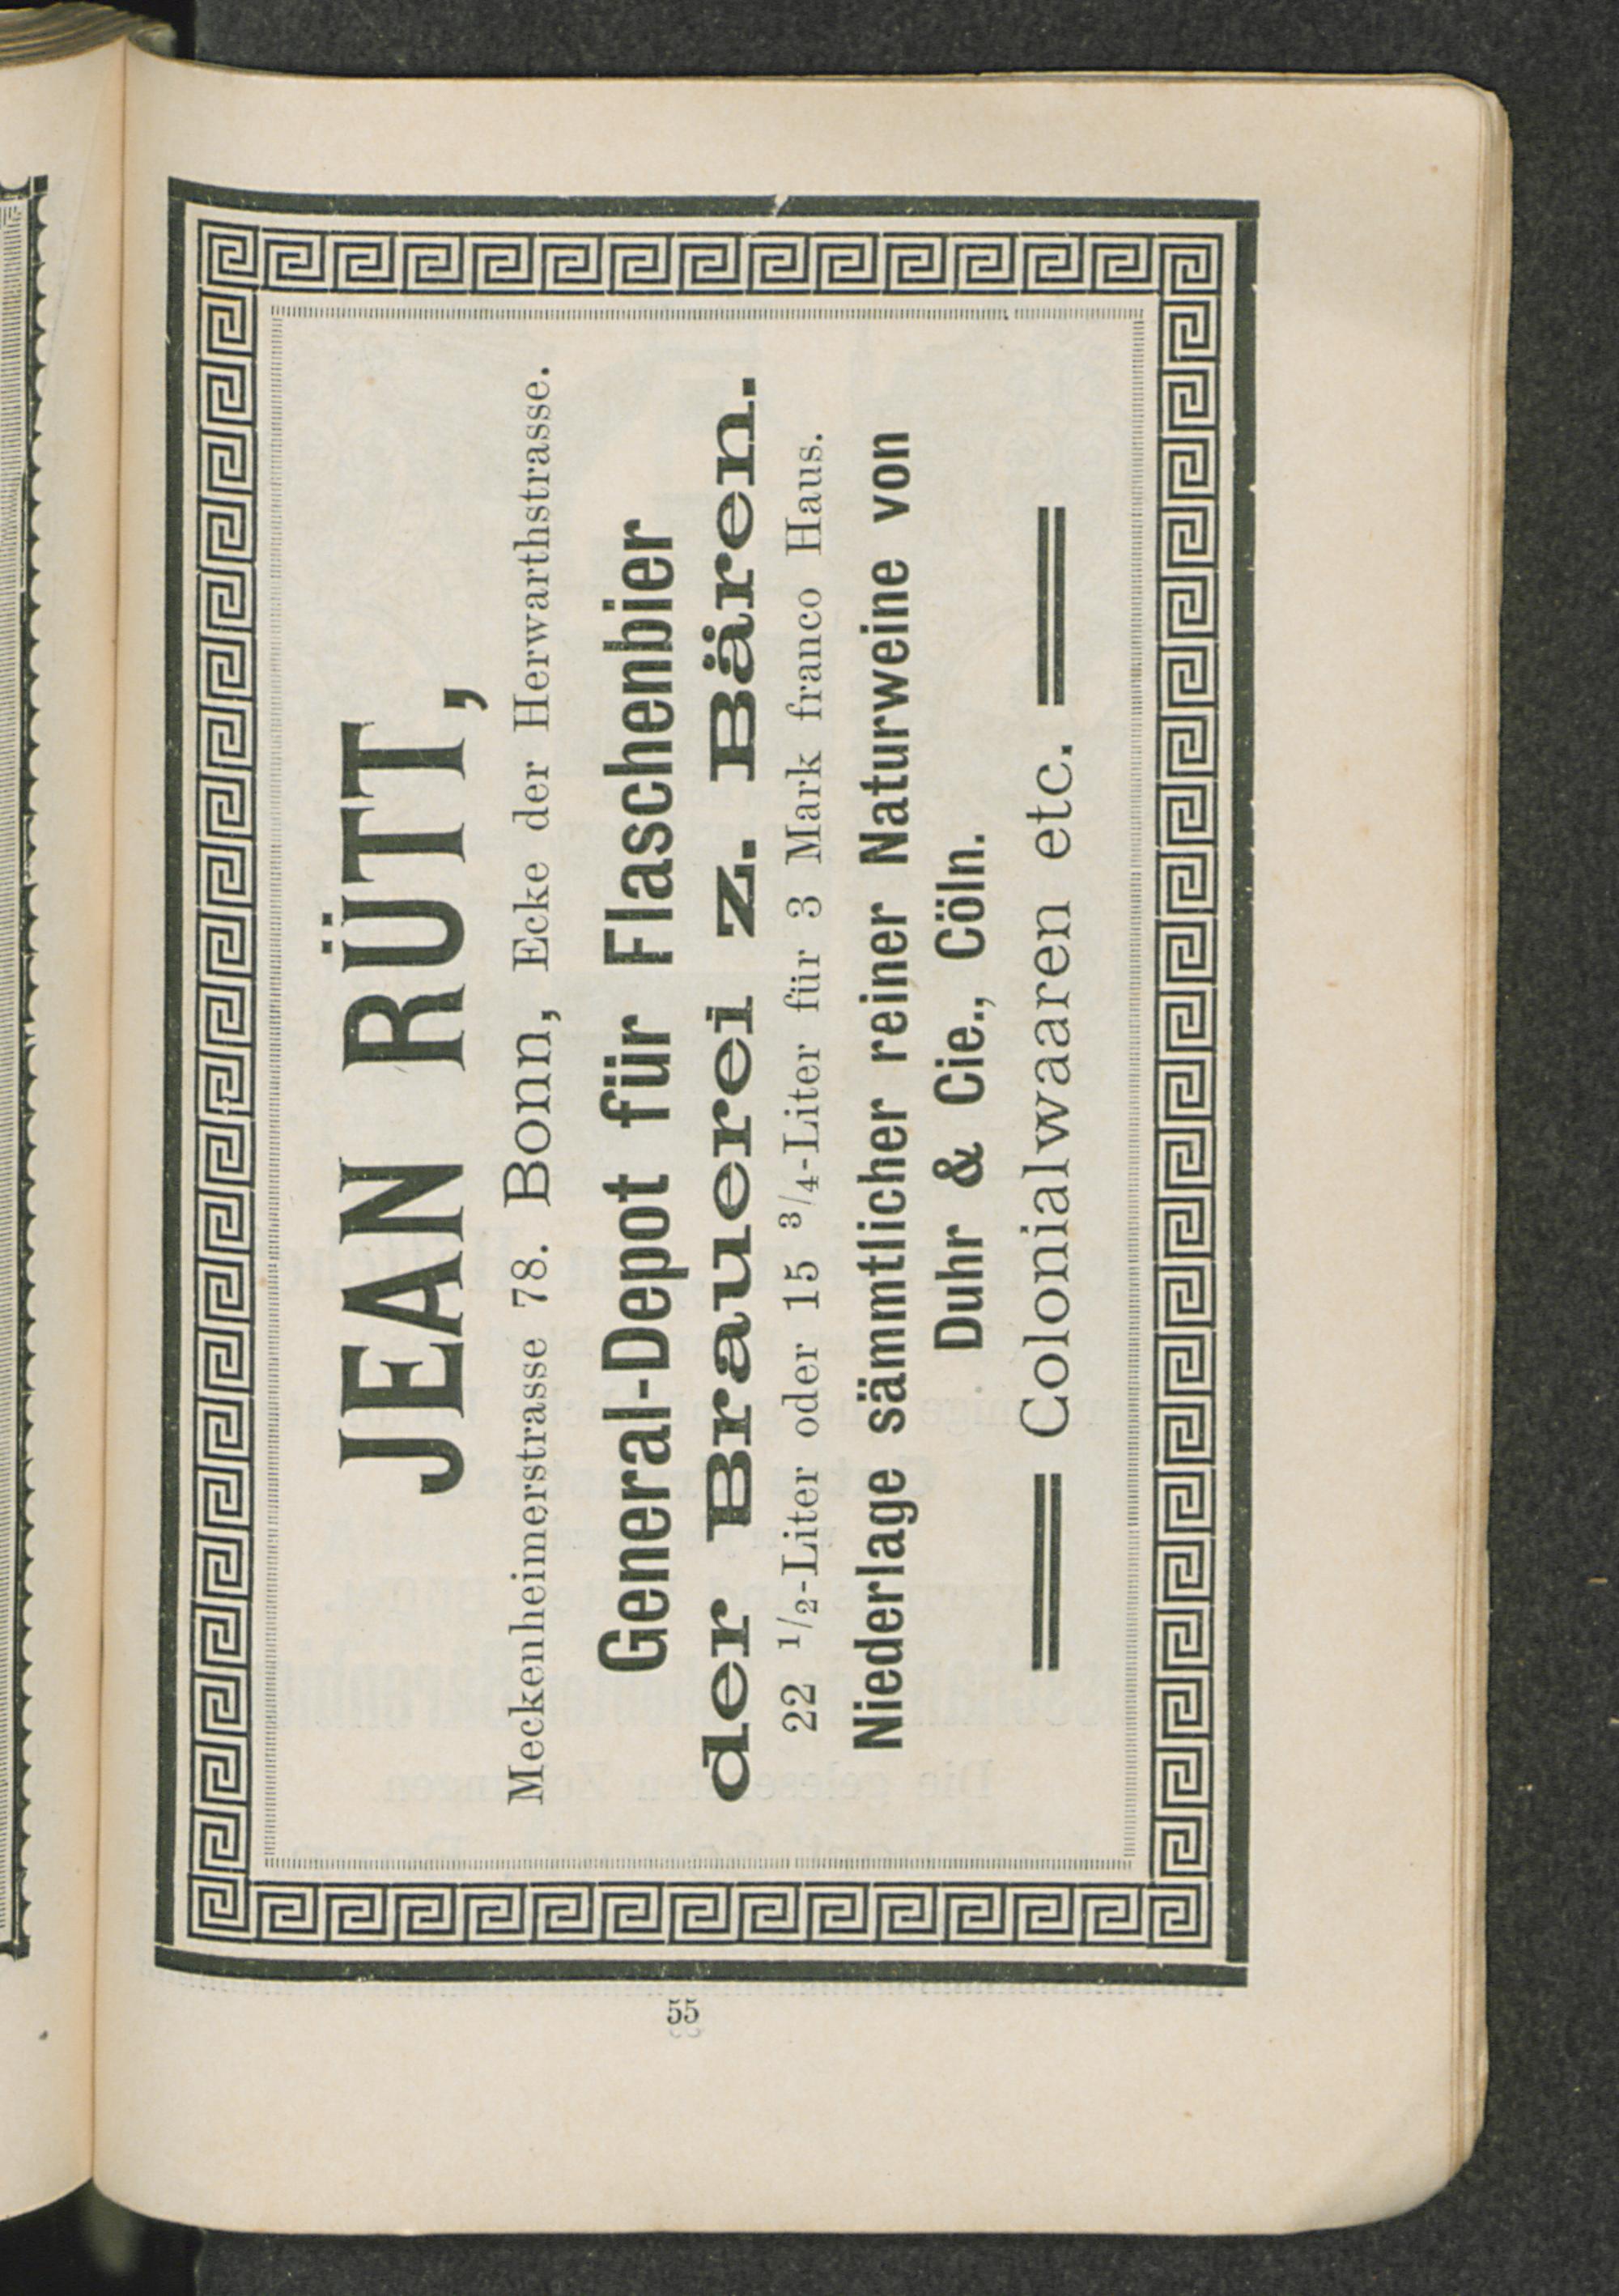 JEAN RÜTT,
Meckenheimerstrasse 78. Bonn, Ecke der Herwarthstrasse.
General-Depot für Flaschenbier
der Brauerei z. Bären.
22 1/2-Liter oder 15 3/4-Liter für 3 Mark franco Haus.
Niederlage sämmtlicher reiner Naturweine von
Duhr & Cie., Cöln.
Colonialwaaren etc.
55